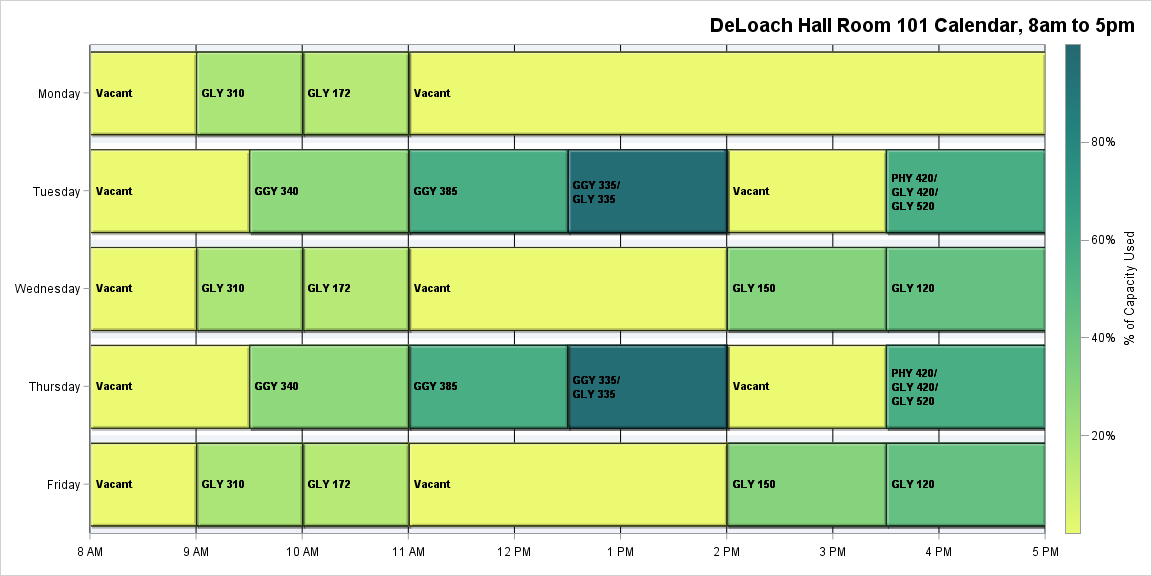 DeLoach Hall Room 101 Calendar, 8am to 5pm
Monday
Vacant
GLY 310
GLY 172
Vacant
Tuesday
Vacant
GGY 340
GGY 385
GGY 335/
GLY 335
Vacant
PHY 420/
GLY 420/
GLY 520
Wednesday
Vacant
GLY 310
GLY 172
Vacant
GLY 150
GLY 120
Thursday
Vacant
GGY 340
GGY 385
GGY 335/
GLY 335
Vacant
PHY 420/
GLY 420/
GLY 520
Friday
Vacant
GLY 310
GLY 172
Vacant
GLY 150
GLY 120
8 AM
9 AM
10 AM
11 AM
12 PM
1 PM
2 PM
3 PM
4 PM
5 PM
80%
60%
40%
20%
% of Capacity Used